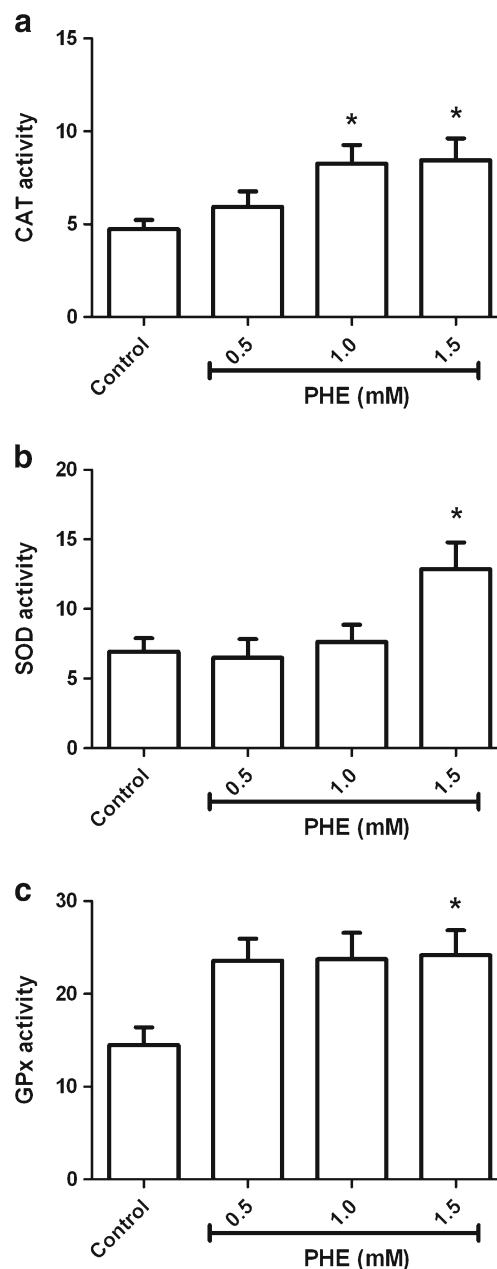 a
15
10
5
0
CAT activity
* *
Control 0.5 1.0 1.5
PHE (mM)
b
20
15
10
5
0
SOD activity
*
Control 0.5 1.0 1.5
PHE (mM)
c
30
20
10
0
GPx activity
*
Control 0.5 1.0 1.5
PHE (mM)